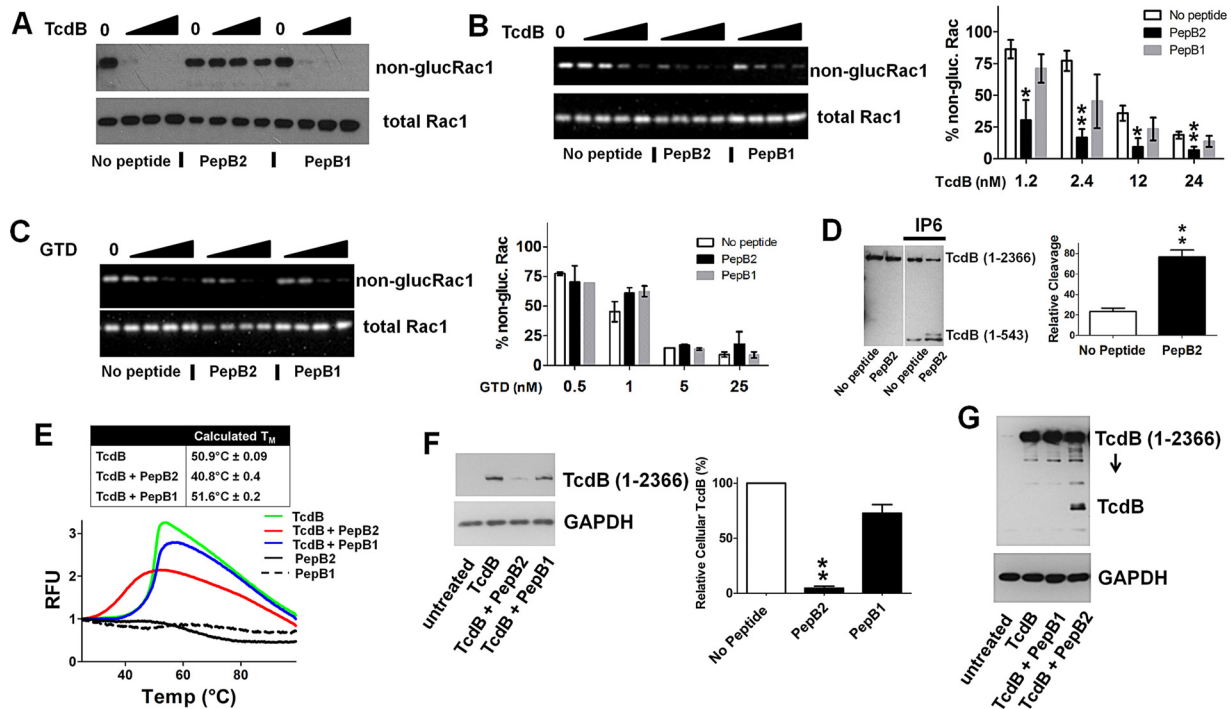 A
TcdB 0 0 0
non-glucRac1
total Rac1
No peptide PepB2 PepB1
B
TcdB 0
non-glucRac1
total Rac1
No peptide PepB2 PepB1
% non-gluc. Rac
100
75
50
25
0
No peptide
PepB2
PepB1
* ** * **
TcdB (nM) 1.2 2.4 12 24
C
GTD 0
non-glucRac1
total Rac1
No peptide PepB2 PepB1
% non-gluc. Rac
100
75
50
25
0
No peptide
PepB2
PepB1
GTD (nM) 0.5 1 5 25
D
IP6
TcdB (1-2366)
TcdB (1-543)
No peptide
PepB2
No peptide
PepB2
Relative Cleavage
80
60
40
20
0
**
No Peptide PepB2
E
Calculated TM
TcdB 50.9°C ± 0.09
TcdB + PepB2 40.8°C ± 0.4
TcdB + PepB1 51.6°C ± 0.2
TcdB
TcdB + PepB2
TcdB + PepB1
PepB2
PepB1
RFU
3
2
1
0
40 60 80
Temp (°C)
F
TcdB (1-2366)
GAPDH
untreated
TcdB
TcdB + PepB2
TcdB + PepB1
Relative Cellular TcdB (%)
100
50
0
**
No Peptide
PepB2
PepB1
G
TcdB (1-2366)
↓
TcdB
GAPDH
untreated
TcdB
TcdB + PepB1
TcdB + PepB2